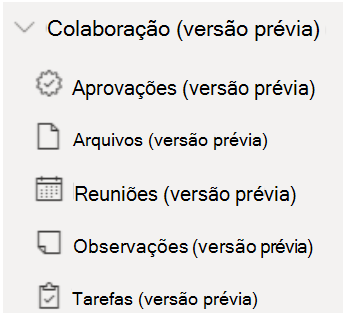 Colaboração (versão prévia)
Aprovações (versão prévia)
Arquivos (versão prévia)
Reuniões (versão prévia)
Observações (versão prévia)
Tarefas (versão prévia)